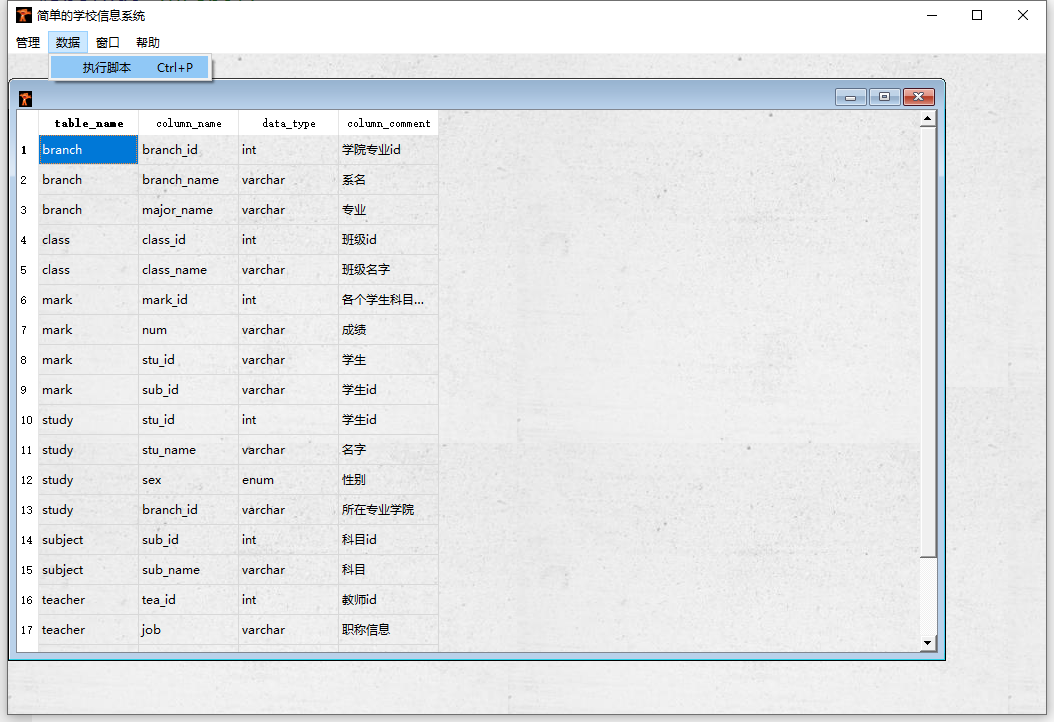 简单的学校信息系统
管理 数据 窗口 帮助
执行脚本 Ctrl+P
table_name column_name data_type column_comment
1 branch branch_id int 学院专业id
2 branch branch_name varchar 系名
3 branch major_name varchar 专业
4 class class_id int 班级id
5 class class_name varchar 班级名字
6 mark mark_id int 各个学生科目...
7 mark num varchar 成绩
8 mark stu_id varchar 学生
9 mark sub_id varchar 学生id
10 study stu_id int 学生id
11 study stu_name varchar 名字
12 study sex enum 性别
13 study branch_id varchar 所在专业学院
14 subject sub_id int 科目id
15 subject sub_name varchar 科目
16 teacher tea_id int 教师id
17 teacher job varchar 职称信息